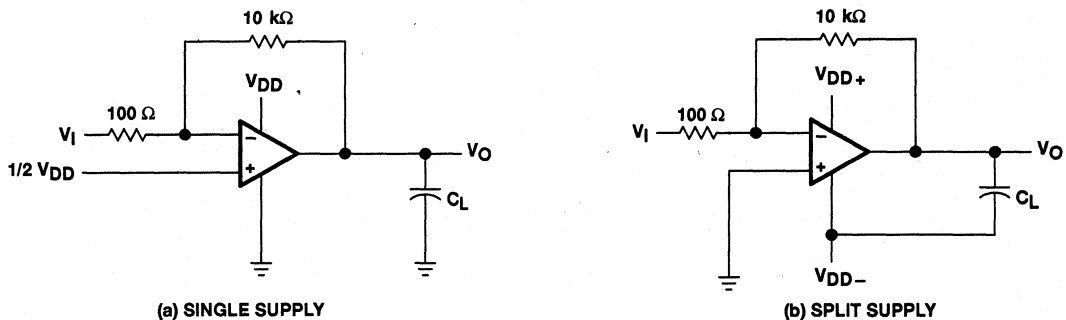 10 kΩ
VDD
100 Ω
VI
−
+
1/2 VDD
VO
CL
(a) SINGLE SUPPLY
10 kΩ
VDD+
100 Ω
VI
−
+
VO
CL
VDD−
(b) SPLIT SUPPLY